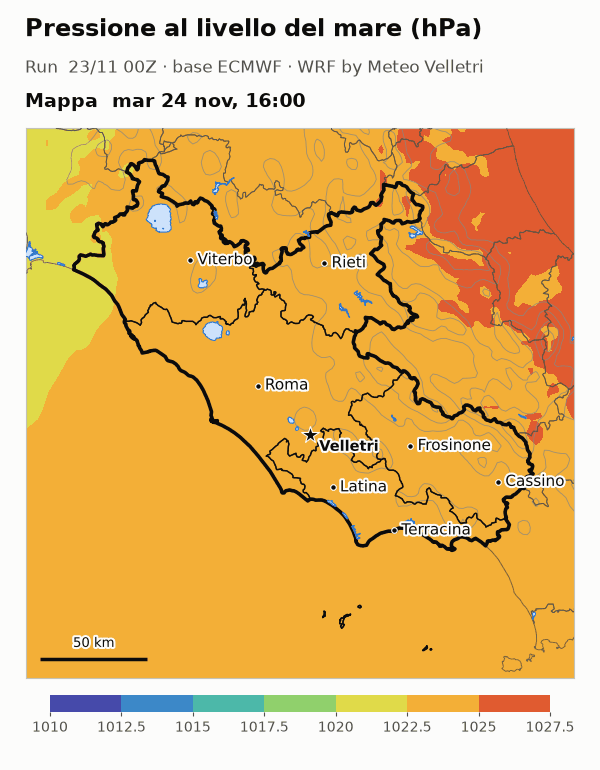 Pressione al livello del mare (hPa)
Run 23/11 00Z · base ECMWF · WRF by Meteo Velletri
Mappa mar 24 nov, 16:00
Viterbo
Rieti
Roma
Velletri
Frosinone
Latina
Cassino
Terracina
50 km
1010 1012.5 1015 1017.5 1020 1022.5 1025 1027.5